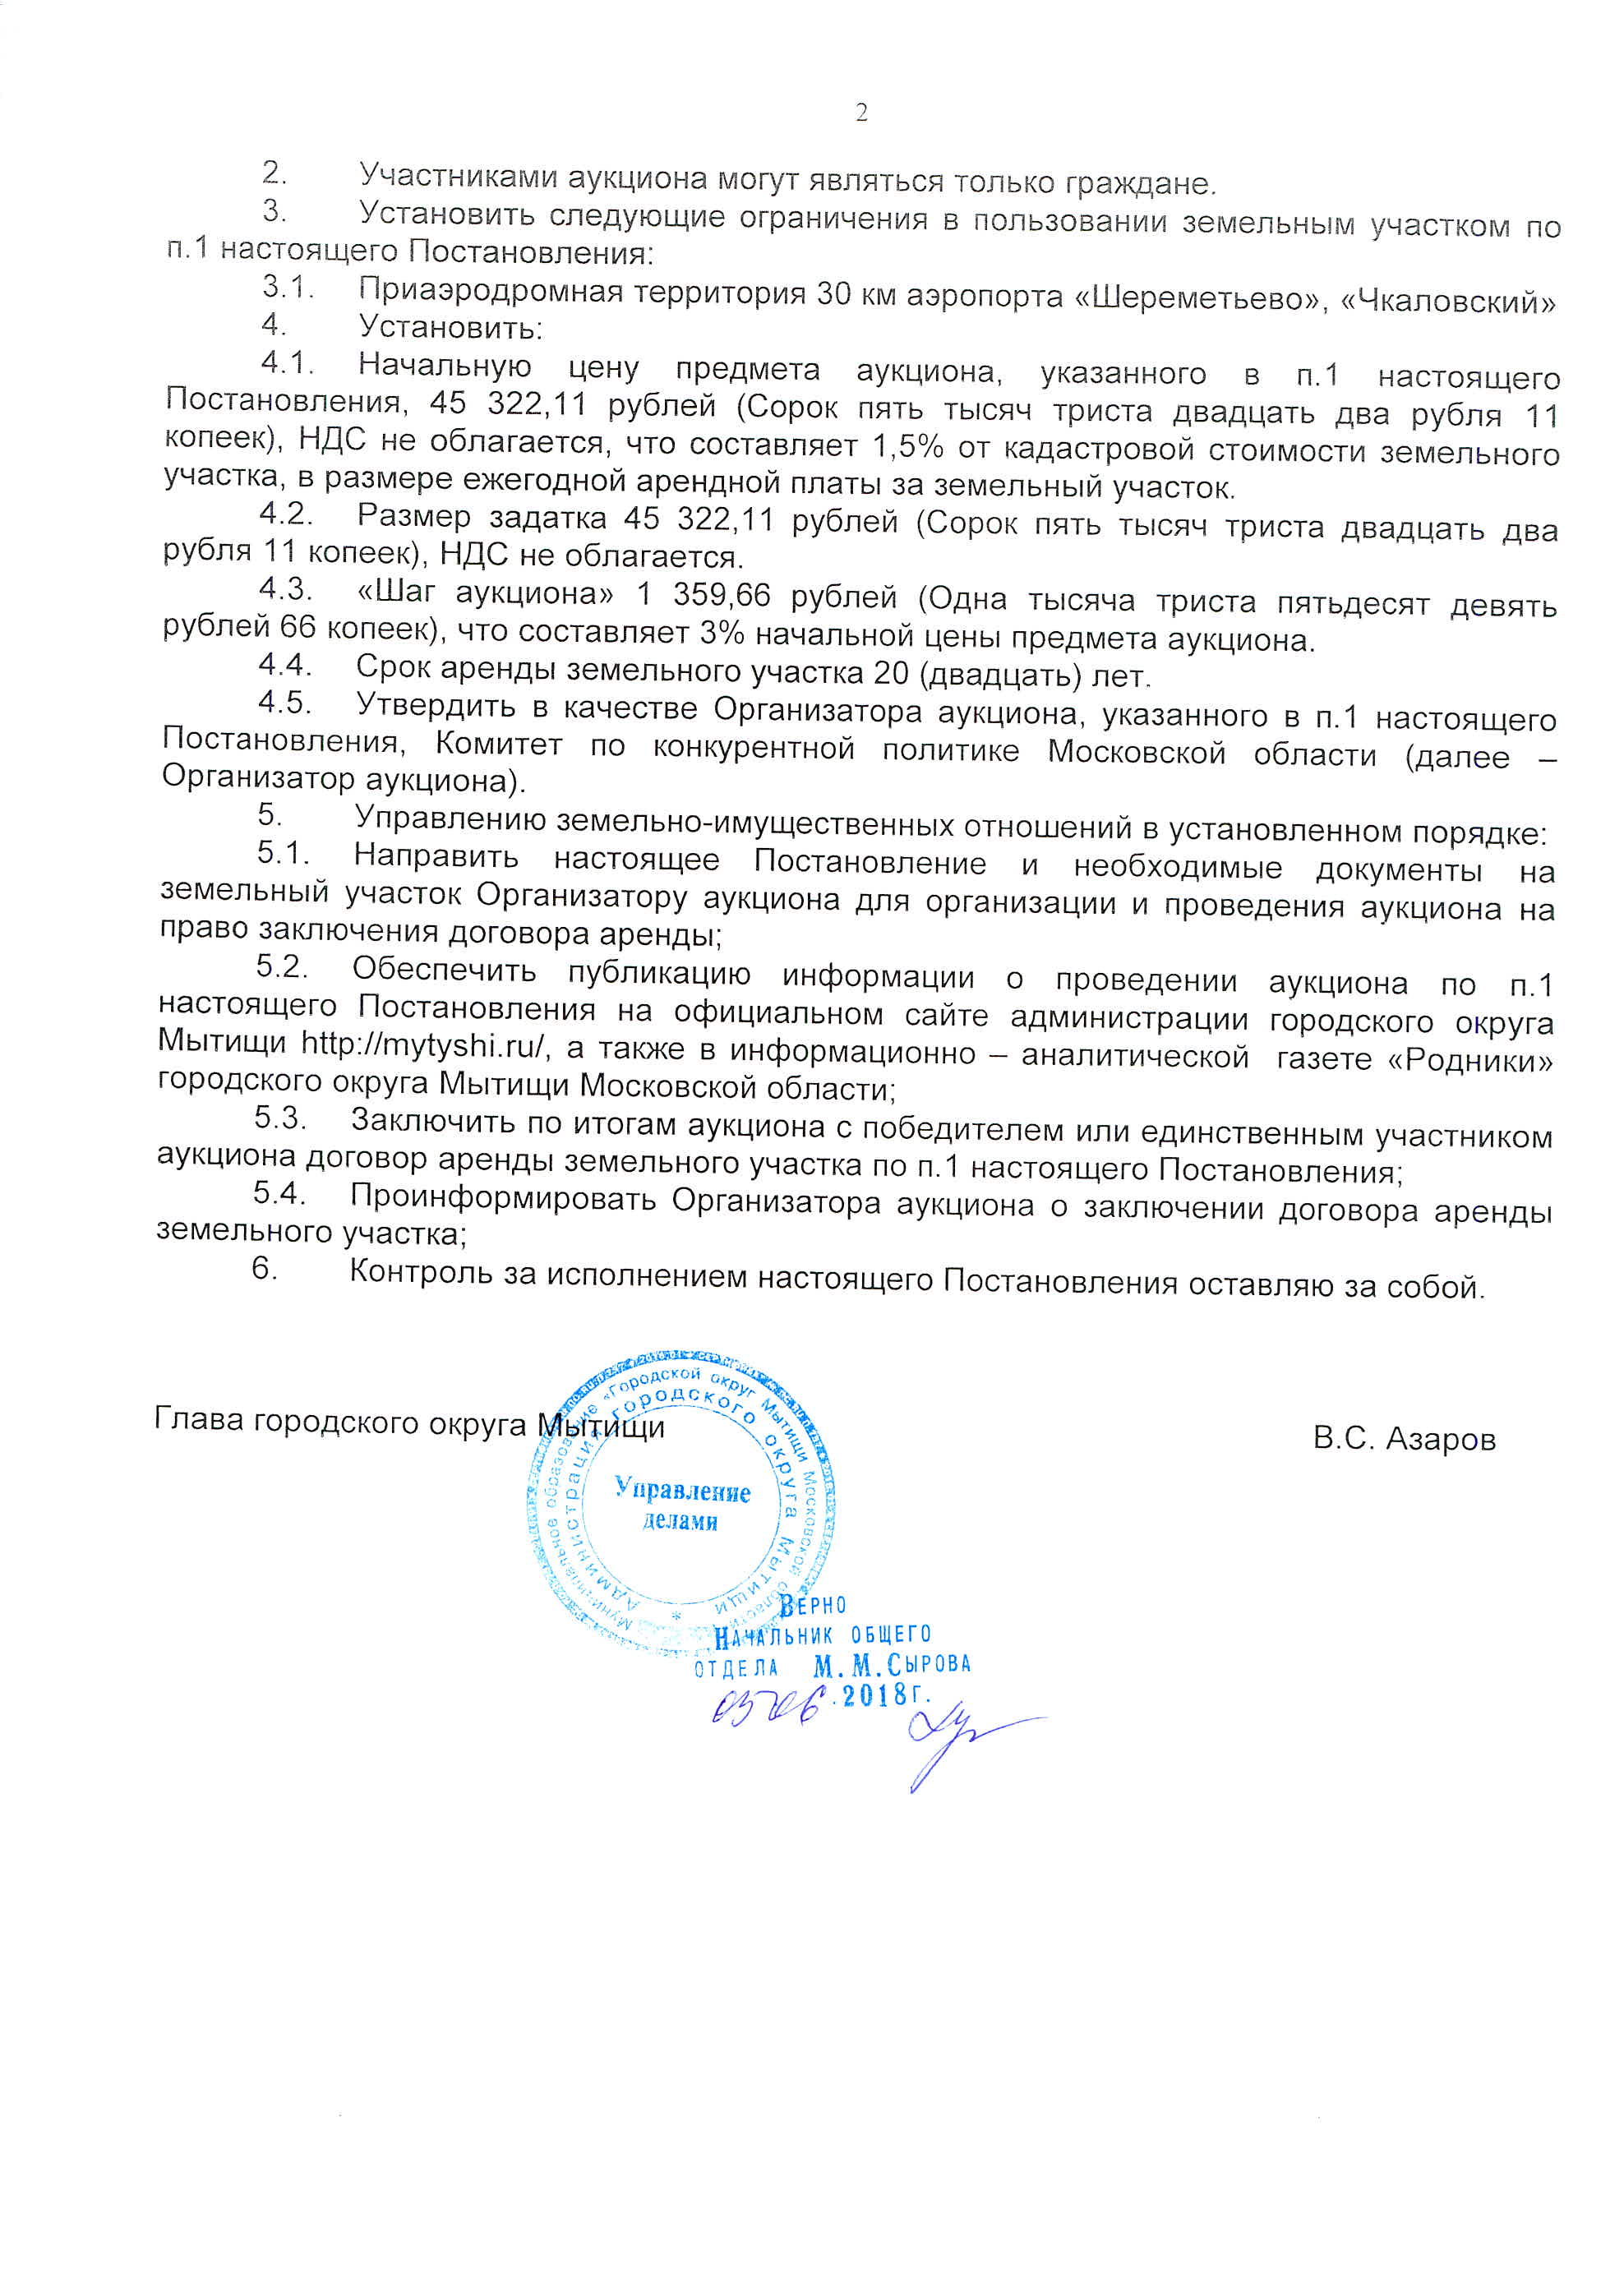 2
2. Участниками аукциона могут являться только граждане.
3. Установить следующие ограничения в пользовании земельным участком по
п.1 настоящего Постановления:
3.1. Приаэродромная территория 30 км аэропорта «Шереметьево», «Чкаловский»
4. Установить:
4.1. Начальную цену предмета аукциона, указанного в п.1 настоящего
Постановления, 45 322,11 рублей (Сорок пять тысяч триста двадцать два рубля 11
копеек), НДС не облагается, что составляет 1,5% от кадастровой стоимости земельного
участка, в размере ежегодной арендной платы за земельный участок.
4.2. Размер задатка 45 322,11 рублей (Сорок пять тысяч триста двадцать два
рубля 11 копеек), НДС не облагается.
4.3. «Шаг аукциона» 1 359,66 рублей (Одна тысяча триста пятьдесят девять
рублей 66 копеек), что составляет 3% начальной цены предмета аукциона.
4.4. Срок аренды земельного участка 20 (двадцать) лет.
4.5. Утвердить в качестве Организатора аукциона, указанного в п.1 настоящего
Постановления, Комитет по конкурентной политике Московской области (далее –
Организатор аукциона).
5. Управлению земельно-имущественных отношений в установленном порядке:
5.1. Направить настоящее Постановление и необходимые документы на
земельный участок Организатору аукциона для организации и проведения аукциона на
право заключения договора аренды;
5.2. Обеспечить публикацию информации о проведении аукциона по п.1
настоящего Постановления на официальном сайте администрации городского округа
Мытищи http://mytyshi.ru/, а также в информационно – аналитической газете «Родники»
городского округа Мытищи Московской области;
5.3. Заключить по итогам аукциона с победителем или единственным участником
аукциона договор аренды земельного участка по п.1 настоящего Постановления;
5.4. Проинформировать Организатора аукциона о заключении договора аренды
земельного участка;
6. Контроль за исполнением настоящего Постановления оставляю за собой.
Глава городского округа Мытищи В.С. Азаров
Муниципальное образование «Городской округ Мытищи Московской области»
Администрация городского округа Мытищи *
Управление
делами
Верно
Начальник общего
отдела М.М.Сырова
05 06.2018г.